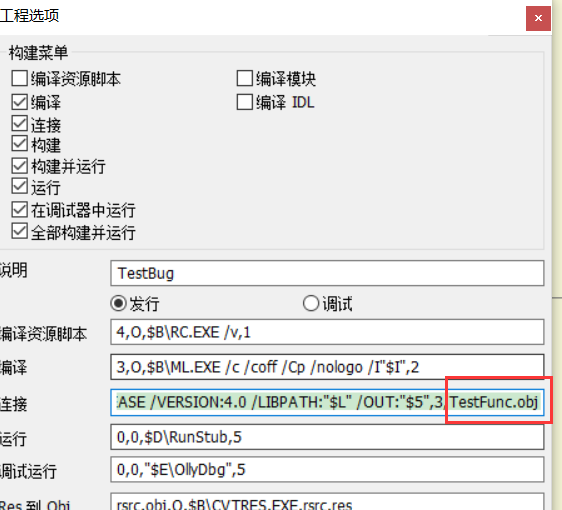 工程选项
构建菜单
编译资源脚本
编译模块
编译
编译 IDL
连接
构建
构建并运行
运行
在调试器中运行
全部构建并运行
说明
TestBug
发行
调试
编译资源脚本
4,O,$B\RC.EXE /v,1
编译
3,O,$B\ML.EXE /c /coff /Cp /nologo /I"$I",2
连接
ASE /VERSION:4.0 /LIBPATH:"$L" /OUT:"$5",3,TestFunc.obj
运行
0,0,$D\RunStub,5
调试运行
0,0,"$E\OllyDbg",5
Res 到 Obj
rsrc.obj,O,$B\CVTRES.EXE,rsrc.res